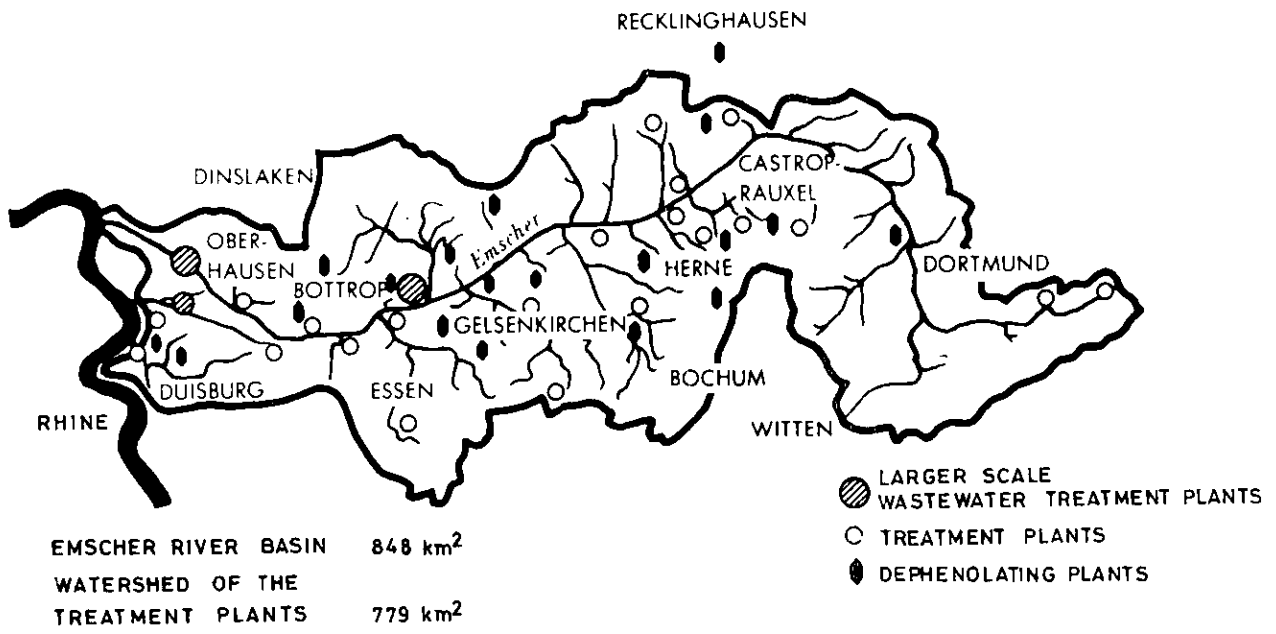 RECKLINGHAUSEN
DINSLAKEN
CASTROP-
RAUXEL
OBER-
HAUSEN
Emscher
HERNE
DORTMUND
BOTTROP
GELSENKIRCHEN
BOCHUM
DUISBURG
ESSEN
RHINE
WITTEN
LARGER SCALE
WASTEWATER TREATMENT PLANTS
TREATMENT PLANTS
DEPHENOLATING PLANTS
EMSCHER RIVER BASIN 848 km²
WATERSHED OF THE
TREATMENT PLANTS 779 km²